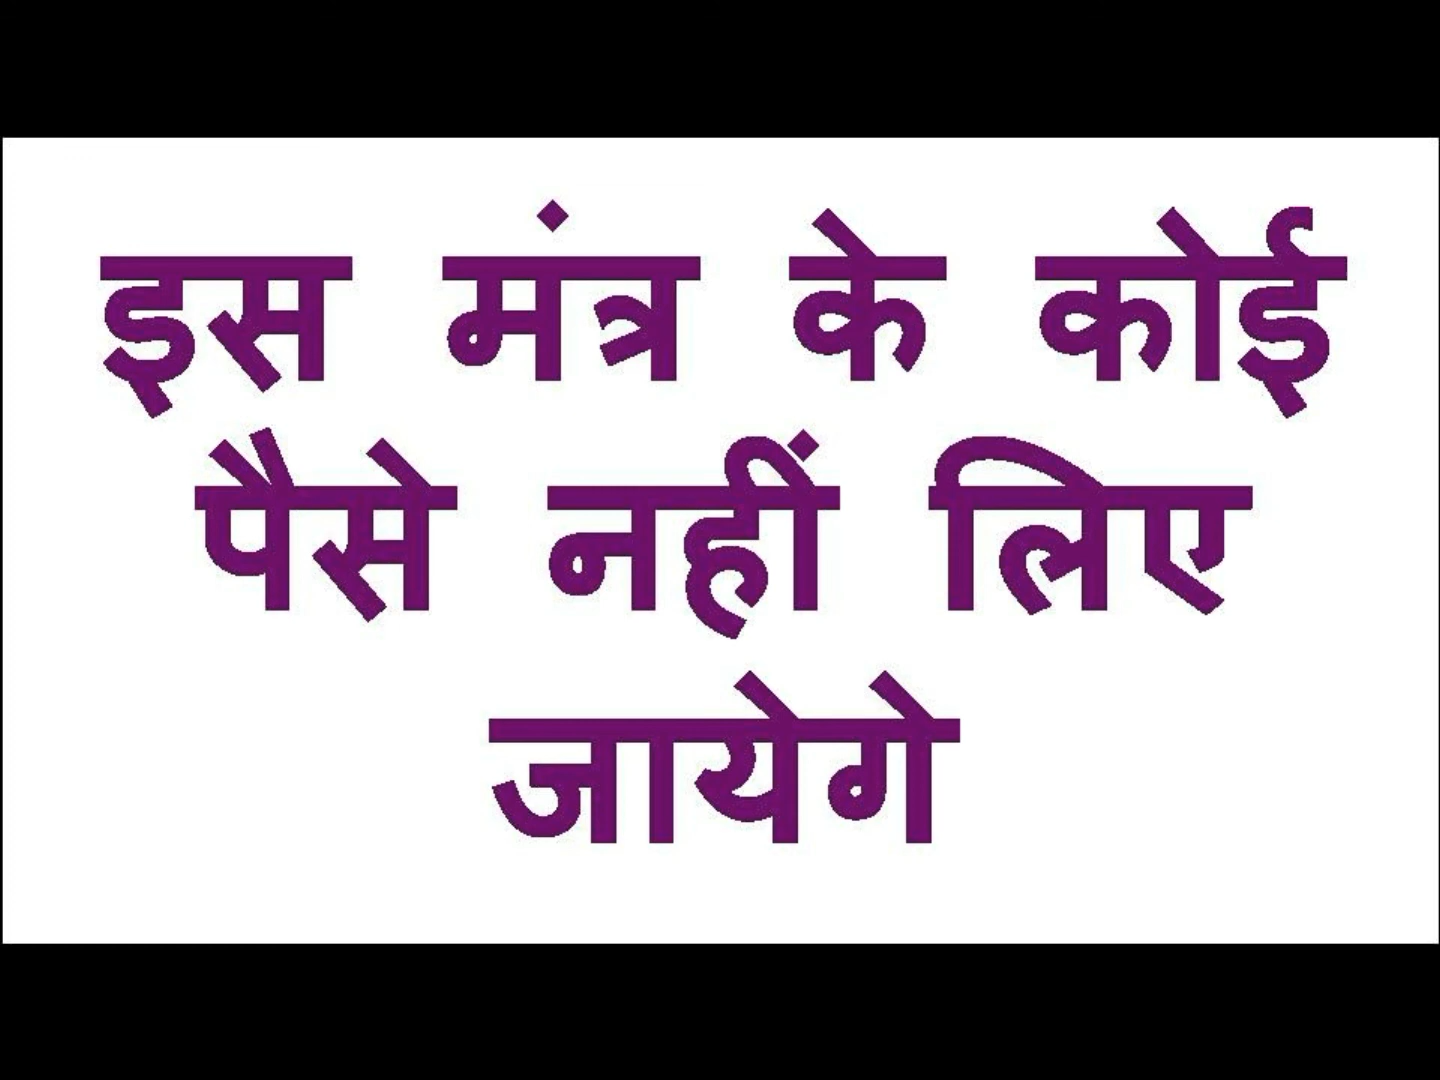 इस मंत्र के कोई
पैसे नहीं लिए
जायेगे